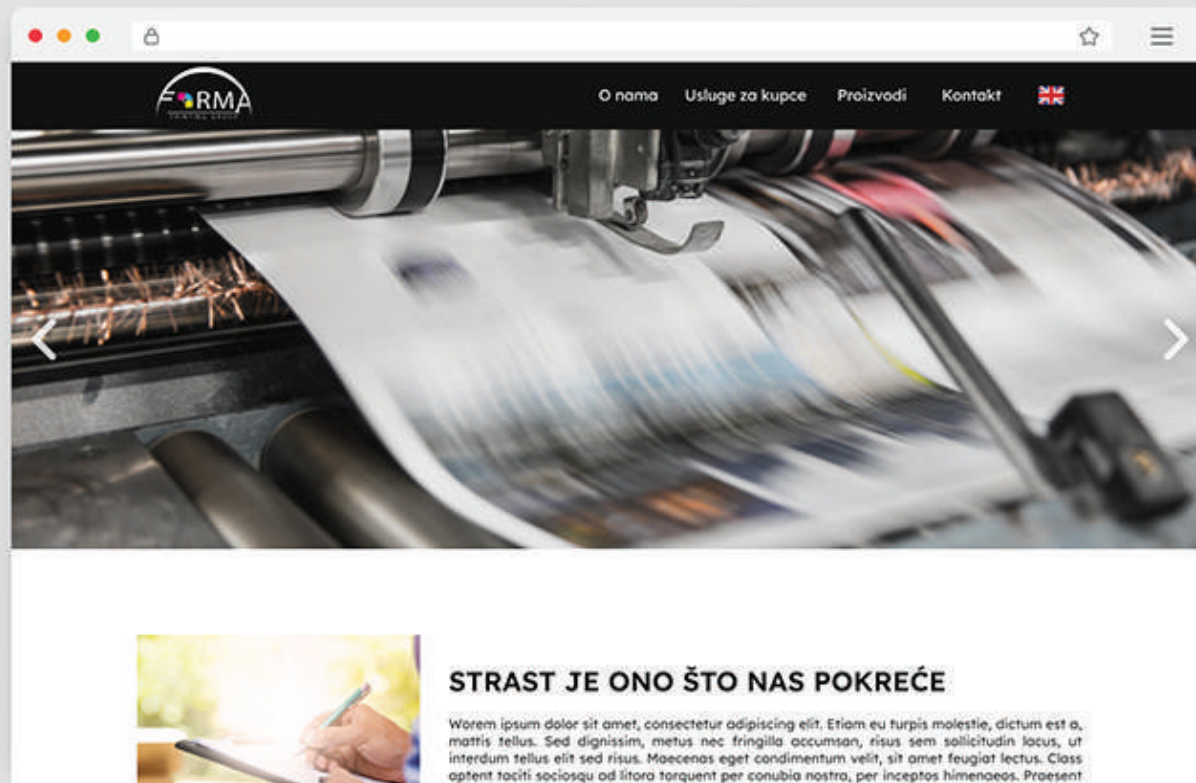 FORMA
PRINTING GROUP
O nama Usluge za kupce Proizvodi Kontakt
STRAST JE ONO ŠTO NAS POKREĆE
Worem ipsum dolor sit amet, consectetur adipiscing elit. Etiam eu turpis molestie, dictum est a,
mattis tellus. Sed dignissim, metus nec fringilla accumsan, risus sem sollicitudin lacus, ut
interdum tellus elit sed risus. Maecenas eget condimentum velit, sit amet feugiat lectus. Class
aptent taciti sociosqu ad litora torquent per conubia nostra, per inceptos himenaeos. Praesent